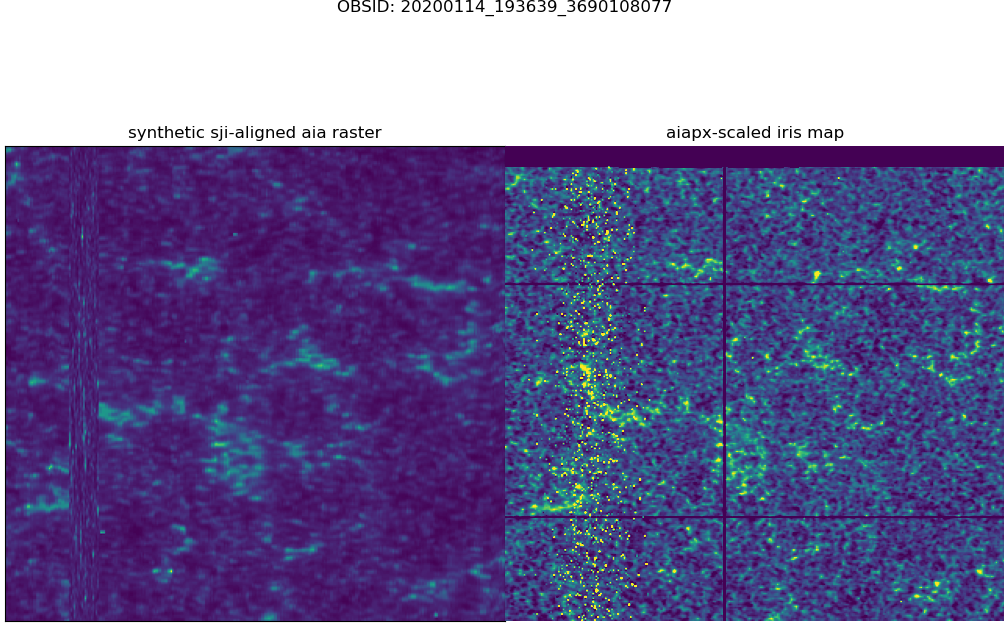 OBSID: 20200114_193639_3690108077
synthetic sji-aligned aia raster
aiapx-scaled iris map